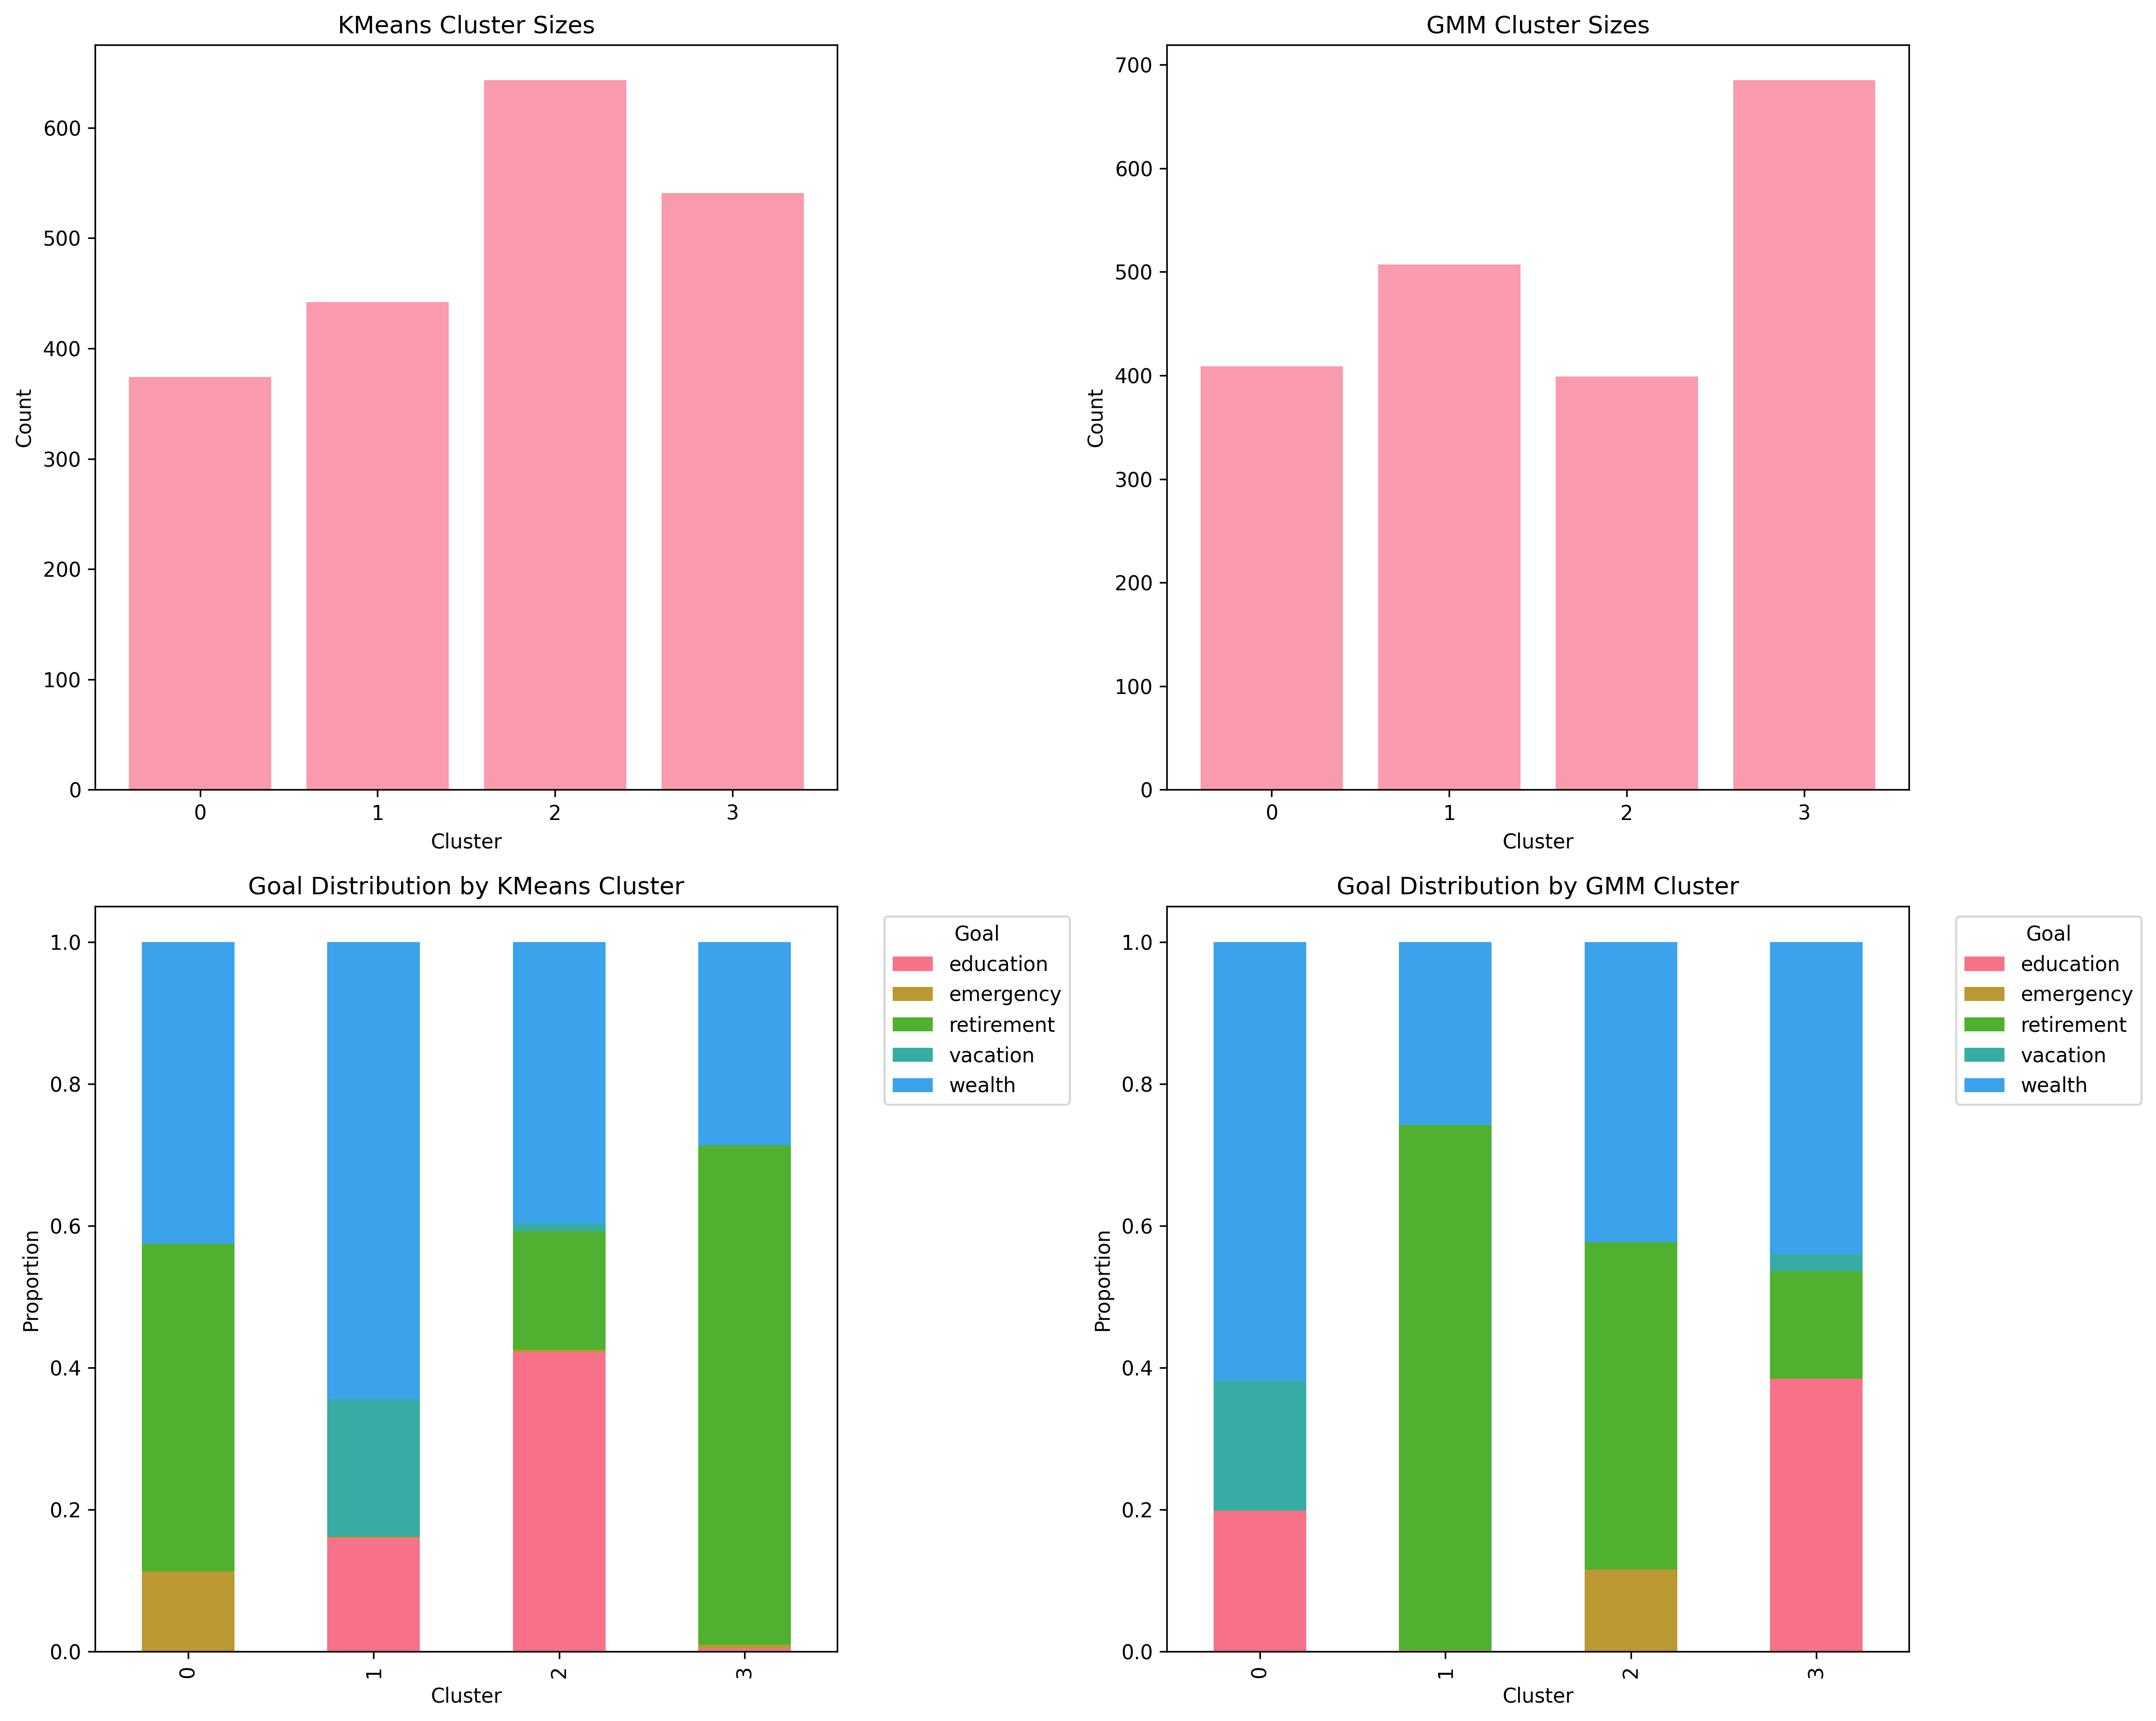 KMeans Cluster Sizes
600
500
400
300
200
100
0
Count
0 1 2 3
Cluster
GMM Cluster Sizes
700
600
500
400
300
200
100
0
Count
0 1 2 3
Cluster
Goal Distribution by KMeans Cluster
1.0
0.8
0.6
0.4
0.2
0.0
Proportion
0 1 2 3
Cluster
Goal
education
emergency
retirement
vacation
wealth
Goal Distribution by GMM Cluster
1.0
0.8
0.6
0.4
0.2
0.0
Proportion
0 1 2 3
Cluster
Goal
education
emergency
retirement
vacation
wealth